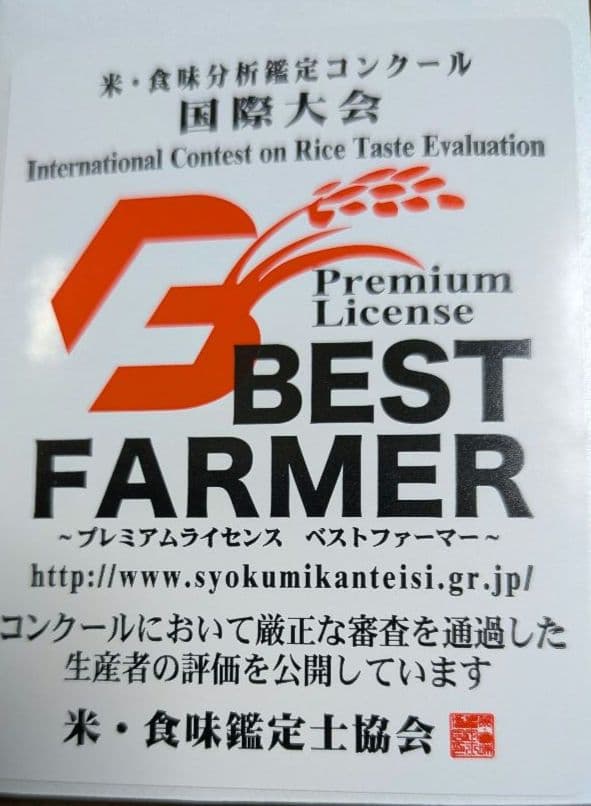 米・食味分析鑑定コンクール
国際大会
International Contest on Rice Taste Evaluation
Premium
License
BEST
FARMER
～プレミアムライセンス ベストファーマー～
http://www.syokumikanteisi.gr.jp/
コンクールにおいて厳正な審査を通過した
生産者の評価を公開しています
米・食味鑑定士協会